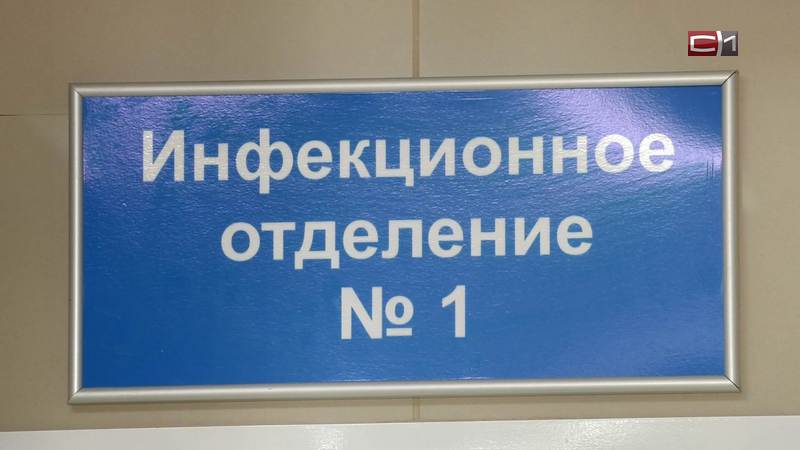 С1
Инфекционное
отделение
№ 1